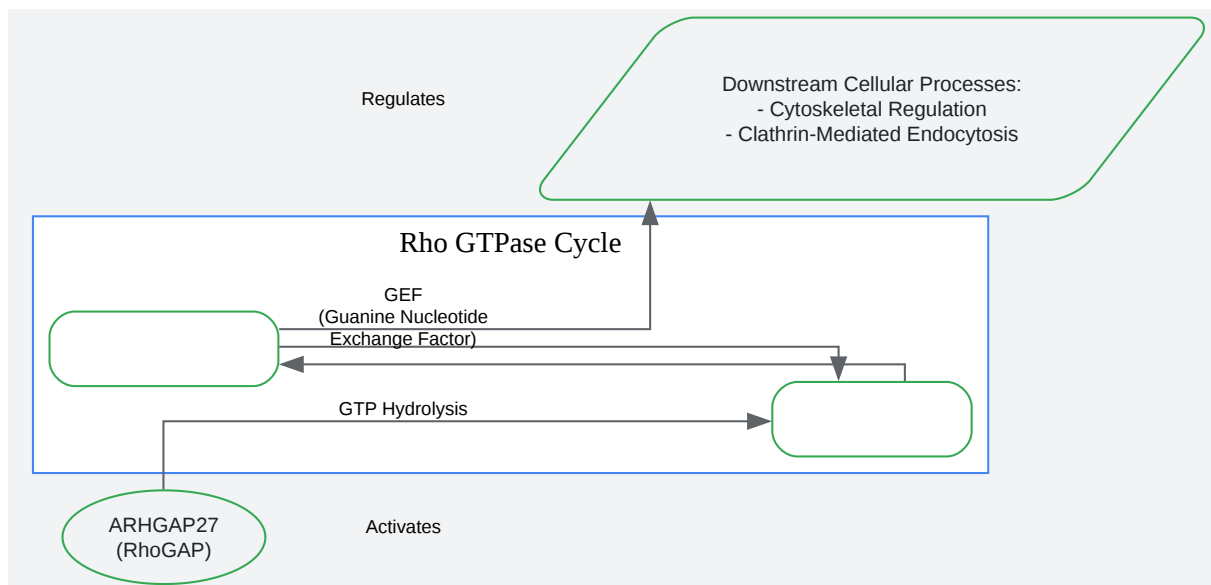 Downstream Cellular Processes:
- Cytoskeletal Regulation
- Clathrin-Mediated Endocytosis
Regulates
Rho GTPase Cycle
GEF
(Guanine Nucleotide
Exchange Factor)
GTP Hydrolysis
ARHGAP27
(RhoGAP)
Activates